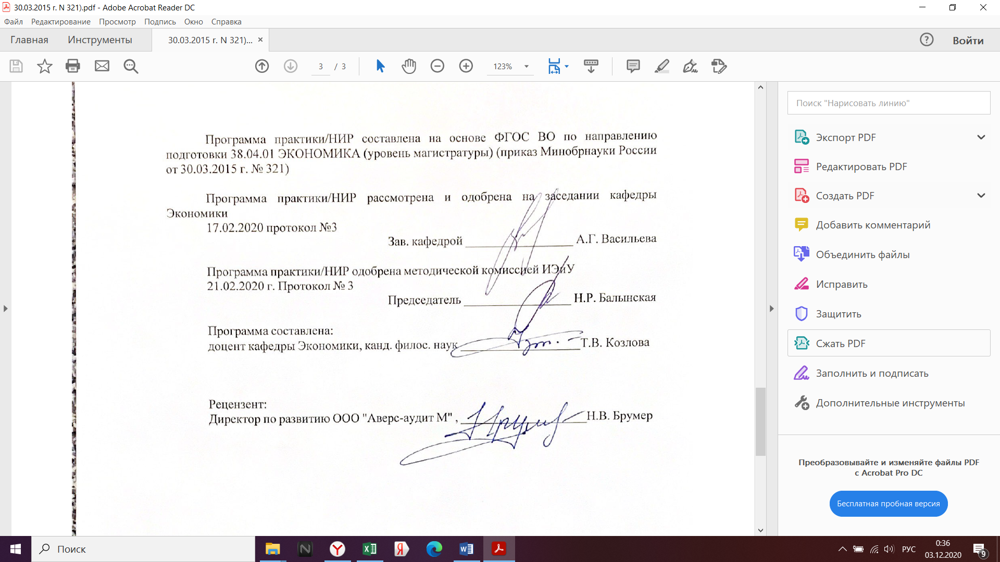 30.03.2015 г. N 321).pdf - Adobe Acrobat Reader DC
Файл Редактирование Просмотр Подпись Окно Справка
Главная Инструменты 30.03.2015 г. N 321)... ×
Войти
3 / 3
123%
Программа практики/НИР составлена на основе ФГОС ВО по направлению
подготовки 38.04.01 ЭКОНОМИКА (уровень магистратуры) (приказ Минобрнауки России
от 30.03.2015 г. № 321)
Программа практики/НИР рассмотрена и одобрена на заседании кафедры
Экономики
17.02.2020 протокол №3
Зав. кафедрой А.Г. Васильева
Программа практики/НИР одобрена методической комиссией ИЭиУ
21.02.2020 г. Протокол № 3
Председатель Н.Р. Балынская
Программа составлена:
доцент кафедры Экономики, канд. филос. наук Т.В. Козлова
Рецензент:
Директор по развитию ООО "Аверс-аудит М" , Н.В. Брумер
Поиск "Нарисовать линию"
Экспорт PDF
Редактировать PDF
Создать PDF
Добавить комментарий
Объединить файлы
Исправить
Защитить
Сжать PDF
Заполнить и подписать
Дополнительные инструменты
Преобразовывайте и изменяйте файлы PDF
с Acrobat Pro DC
Бесплатная пробная версия
Поиск
РУС
0:36
03.12.2020
9